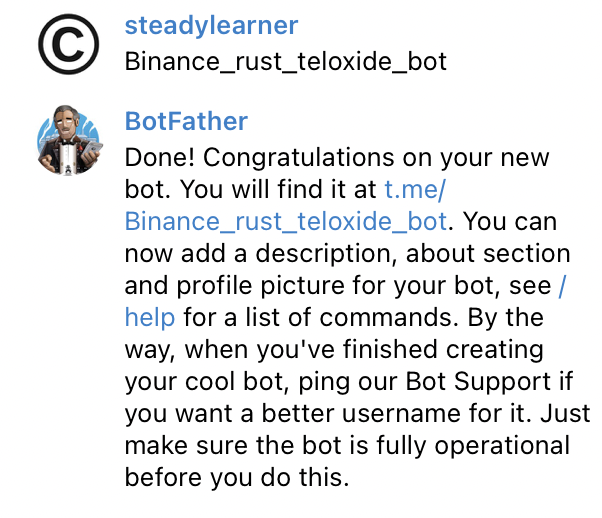 ©
steadylearner
Binance_rust_teloxide_bot
BotFather
Done! Congratulations on your new
bot. You will find it at t.me/
Binance_rust_teloxide_bot. You can
now add a description, about section
and profile picture for your bot, see /
help for a list of commands. By the
way, when you've finished creating
your cool bot, ping our Bot Support if
you want a better username for it. Just
make sure the bot is fully operational
before you do this.